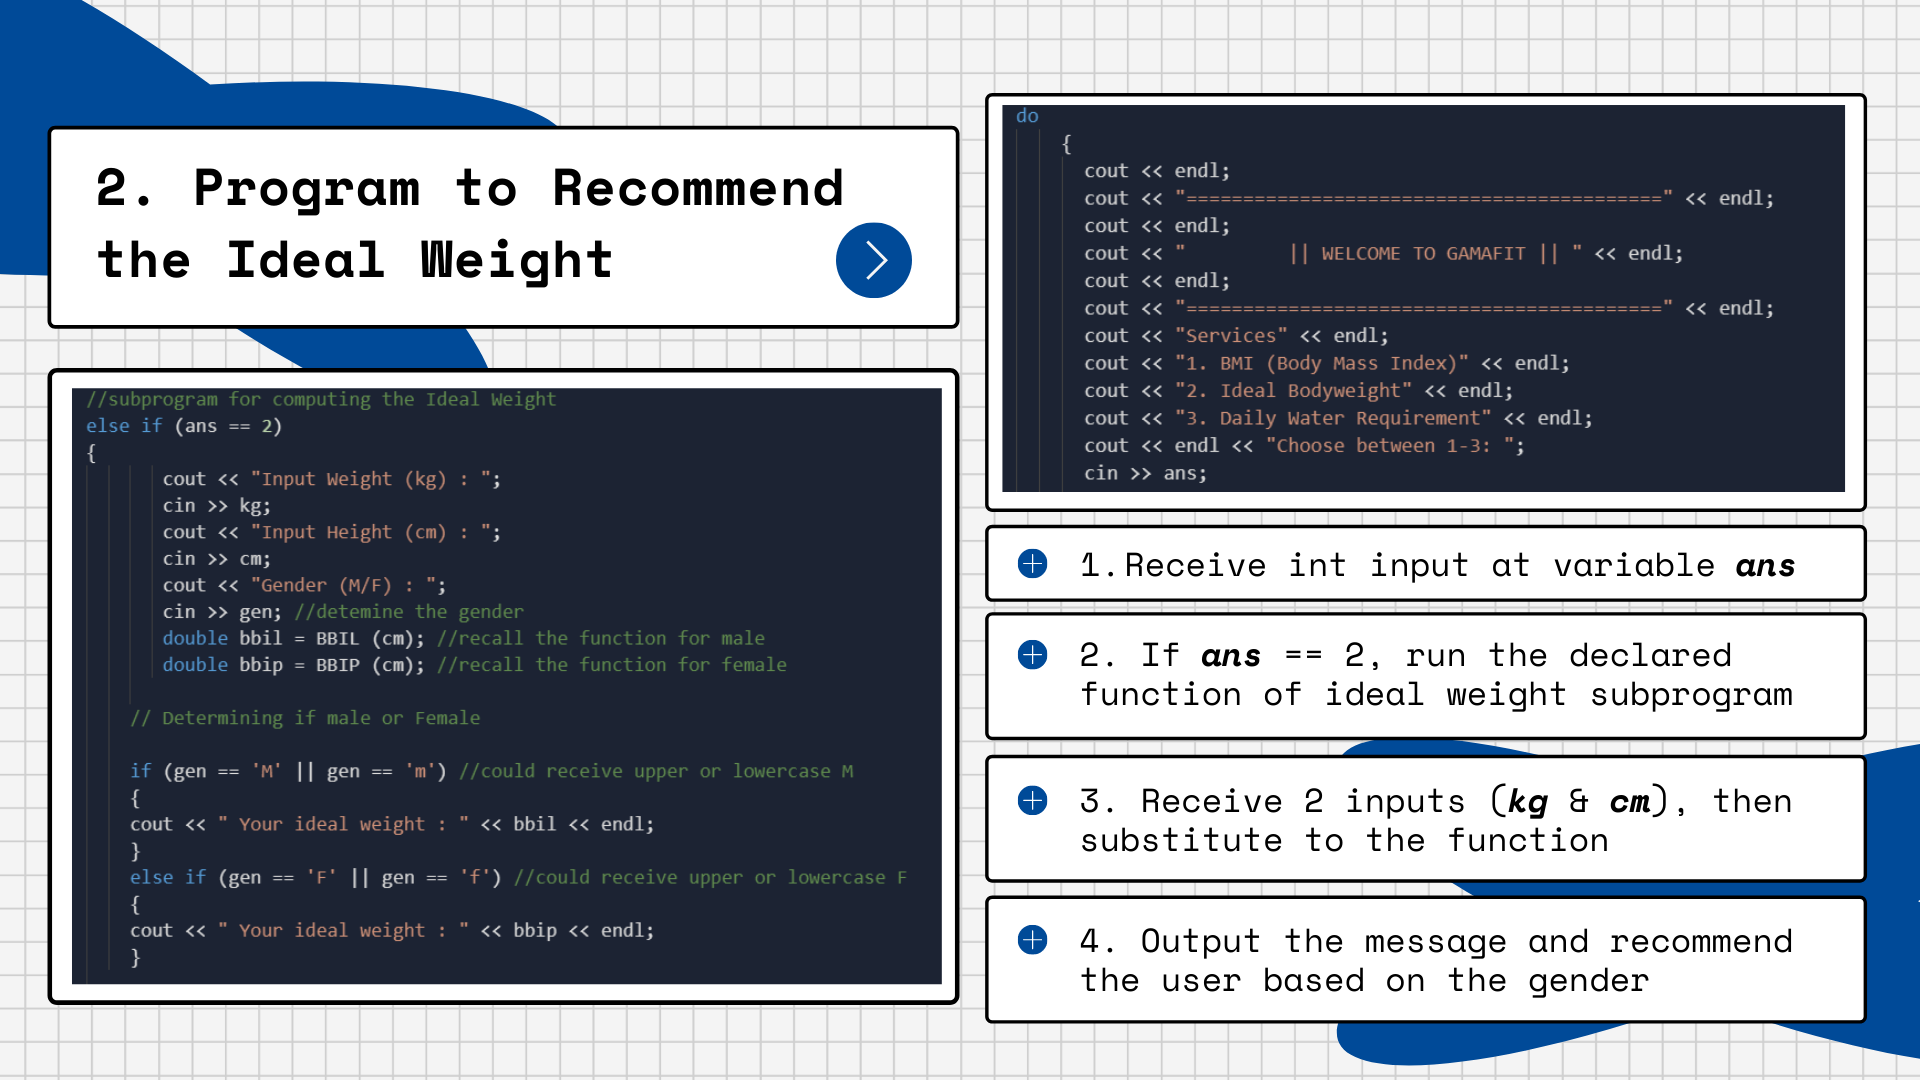 2. Program to Recommend
the Ideal Weight
//subprogram for computing the Ideal Weight
else if (ans == 2)
{
cout << "Input Weight (kg) : ";
cin >> kg;
cout << "Input Height (cm) : ";
cin >> cm;
cout << "Gender (M/F) : ";
cin >> gen; //detemine the gender
double bbil = BBIL (cm); //recall the function for male
double bbip = BBIP (cm); //recall the function for female
// Determining if male or Female
if (gen == 'M' || gen == 'm') //could receive upper or lowercase M
{
cout << " Your ideal weight : " << bbil << endl;
}
else if (gen == 'F' || gen == 'f') //could receive upper or lowercase F
{
cout << " Your ideal weight : " << bbip << endl;
}
do
{
cout << endl;
cout << "==========================================" << endl;
cout << endl;
cout << "         || WELCOME TO GAMAFIT || " << endl;
cout << endl;
cout << "==========================================" << endl;
cout << "Services" << endl;
cout << "1. BMI (Body Mass Index)" << endl;
cout << "2. Ideal Bodyweight" << endl;
cout << "3. Daily Water Requirement" << endl;
cout << endl << "Choose between 1-3: ";
cin >> ans;
1.Receive int input at variable ans
2. If ans == 2, run the declared
function of ideal weight subprogram
3. Receive 2 inputs (kg & cm), then
substitute to the function
4. Output the message and recommend
the user based on the gender